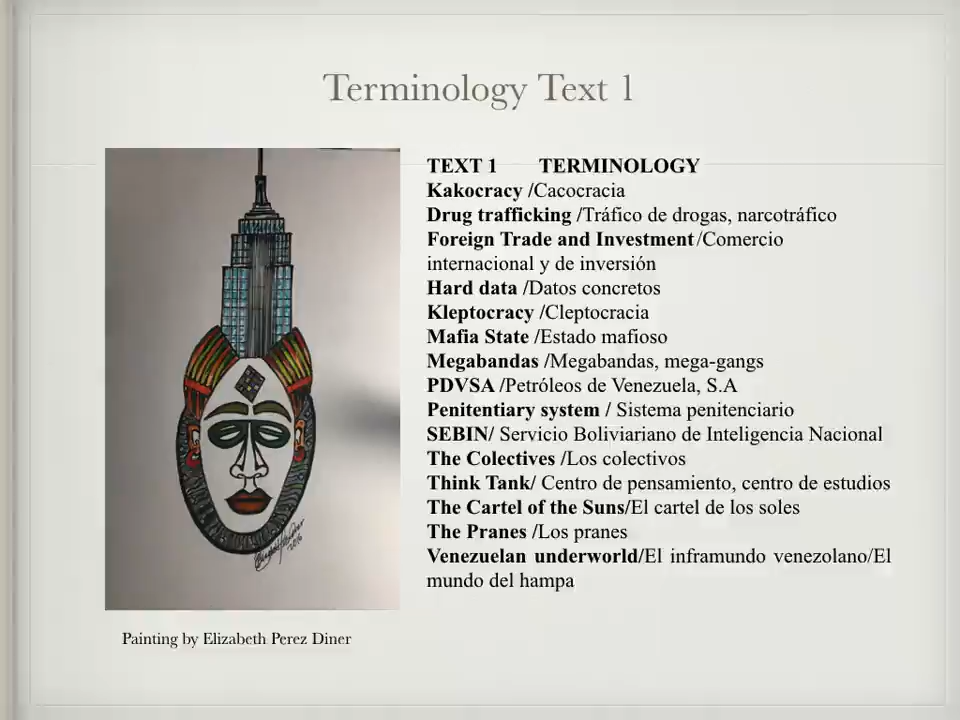 Terminology Text 1
TEXT 1 TERMINOLOGY
Kakocracy /Cacocracia
Drug trafficking /Tráfico de drogas, narcotráfico
Foreign Trade and Investment/Comercio
internacional y de inversión
Hard data /Datos concretos
Kleptocracy /Cleptocracia
Mafia State /Estado mafioso
Megabandas /Megabandas, mega-gangs
PDVSA /Petróleos de Venezuela, S.A
Penitentiary system / Sistema penitenciario
SEBIN/ Servicio Boliviariano de Inteligencia Nacional
The Colectives /Los colectivos
Think Tank/ Centro de pensamiento, centro de estudios
The Cartel of the Suns/El cartel de los soles
The Pranes /Los pranes
Venezuelan underworld/El inframundo venezolano/El
mundo del hampa
2016
Painting by Elizabeth Perez Diner